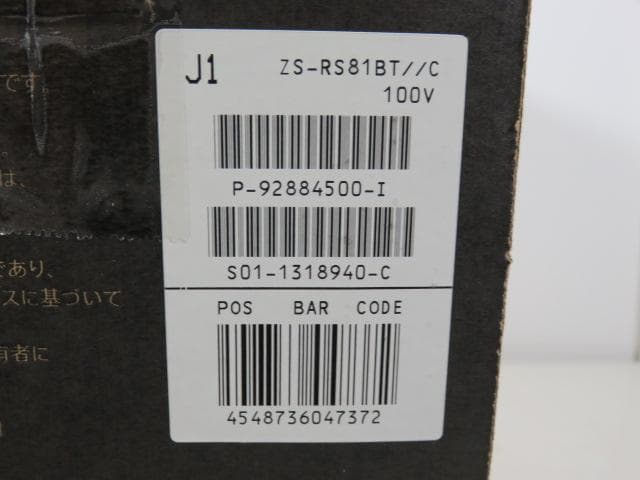 です。
は、
であり、
スに基づいて
有者に
J1 ZS-RS81BT//C
100V
P-92884500-I
S01-1318940-C
POS BAR CODE
4548736047372